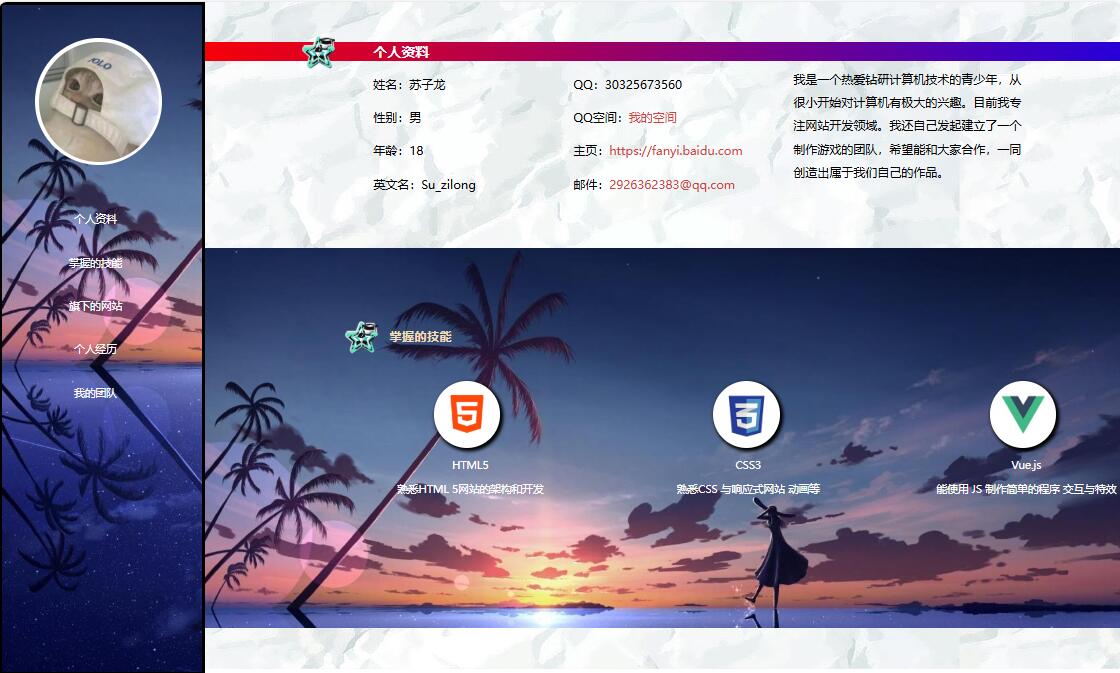 JOLO
个人资料
掌握的技能
旗下的网站
个人经历
我的团队
个人资料
姓名：苏子龙
性别：男
年龄：18
英文名：Su_zilong
QQ：30325673560
QQ空间：我的空间
主页：https://fanyi.baidu.com
邮件：2926362383@qq.com
我是一个热爱钻研计算机技术的青少年，从
很小开始对计算机有极大的兴趣。目前我专
注网站开发领域。我还自己发起建立了一个
制作游戏的团队，希望能和大家合作，一同
创造出属于我们自己的作品。
掌握的技能
5
HTML5
熟悉HTML 5网站的架构和开发
3
CSS3
熟悉CSS 与响应式网站 动画等
Vue.js
能使用 JS 制作简单的程序 交互与特效